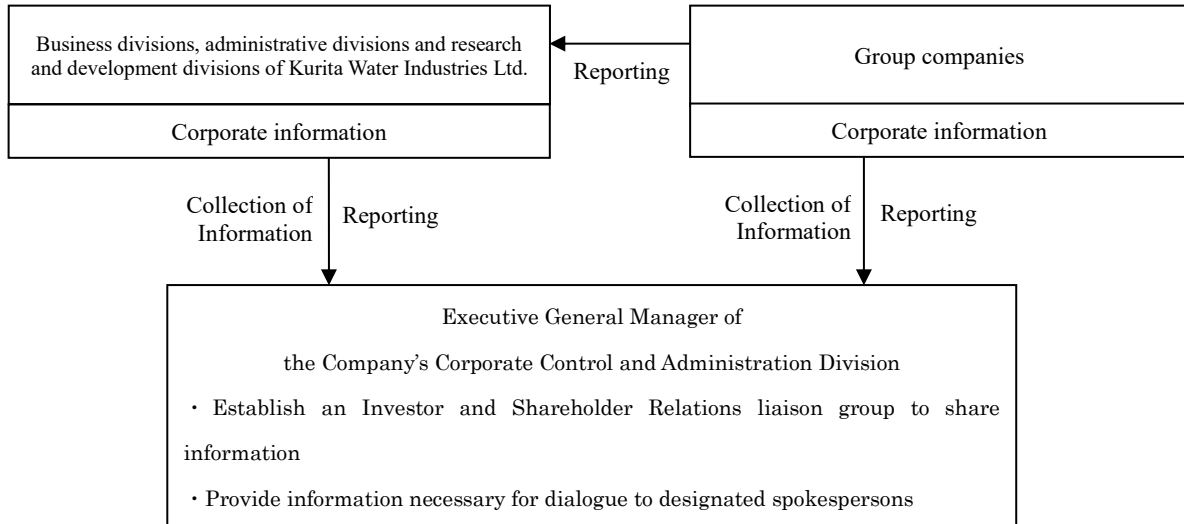 Business divisions, administrative divisions and research
and development divisions of Kurita Water Industries Ltd.
Reporting
Group companies
Corporate information
Corporate information
Collection of
Information
Reporting
Collection of
Information
Reporting
Executive General Manager of
the Company’s Corporate Control and Administration Division
・Establish an Investor and Shareholder Relations liaison group to share
information
・Provide information necessary for dialogue to designated spokespersons